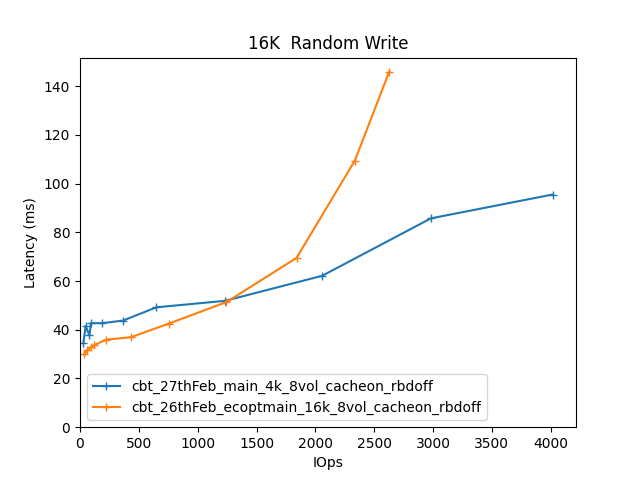 16K  Random Write
Latency (ms)
140
120
100
80
60
40
20
0
cbt_27thFeb_main_4k_8vol_cacheon_rbdoff
cbt_26thFeb_ecoptmain_16k_8vol_cacheon_rbdoff
0 500 1000 1500 2000 2500 3000 3500 4000
IOps